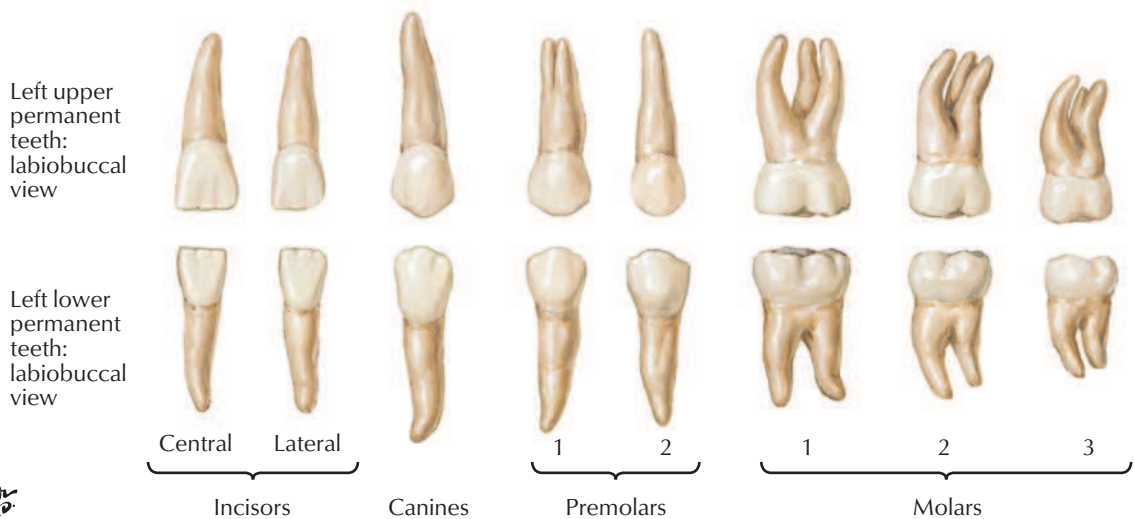 Left upper
permanent
teeth:
labiobuccal
view
Left lower
permanent
teeth:
labiobuccal
view
Central Lateral 1 2 1 2 3
Incisors Canines Premolars Molars